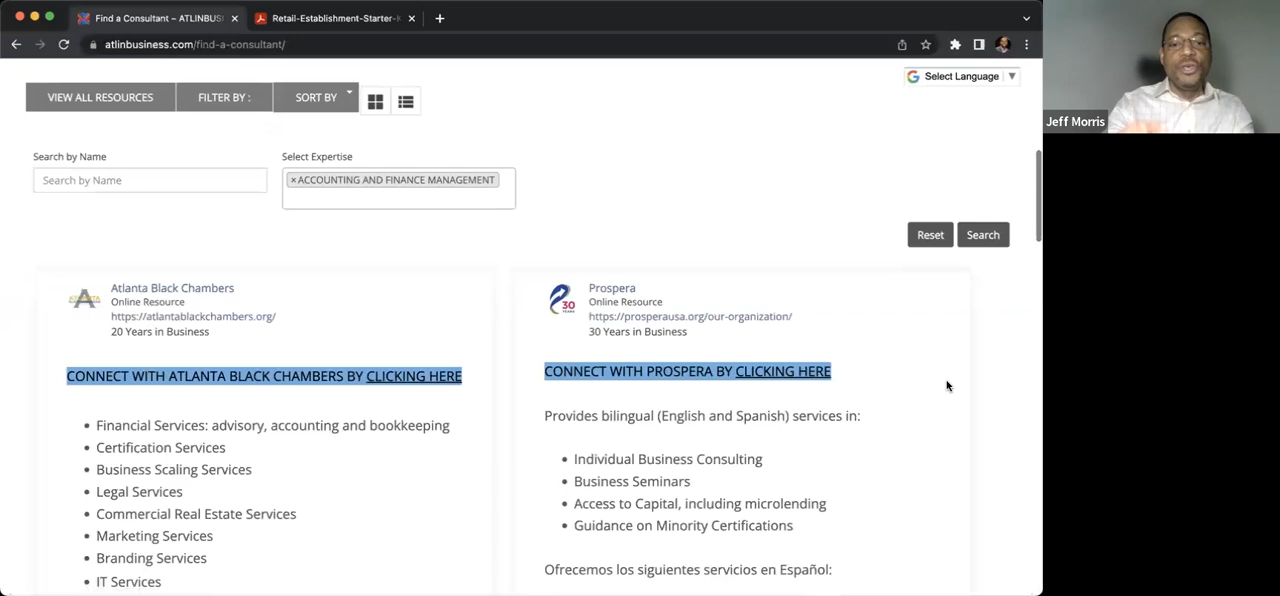 Find a Consultant – ATLINBUSI
Retail-Establishment-Starter-K
atlinbusiness.com/find-a-consultant/
Select Language
VIEW ALL RESOURCES
FILTER BY :
SORT BY
Jeff Morris
Search by Name
Select Expertise
Search by Name
×ACCOUNTING AND FINANCE MANAGEMENT
Reset
Search
Atlanta Black Chambers
Online Resource
https://atlantablackchambers.org/
20 Years in Business
CONNECT WITH ATLANTA BLACK CHAMBERS BY CLICKING HERE
• Financial Services: advisory, accounting and bookkeeping
• Certification Services
• Business Scaling Services
• Legal Services
• Commercial Real Estate Services
• Marketing Services
• Branding Services
• IT Services
30
YEARS
Prospera
Online Resource
https://prosperausa.org/our-organization/
30 Years in Business
CONNECT WITH PROSPERA BY CLICKING HERE
Provides bilingual (English and Spanish) services in:
• Individual Business Consulting
• Business Seminars
• Access to Capital, including microlending
• Guidance on Minority Certifications
Ofrecemos los siguientes servicios en Español: